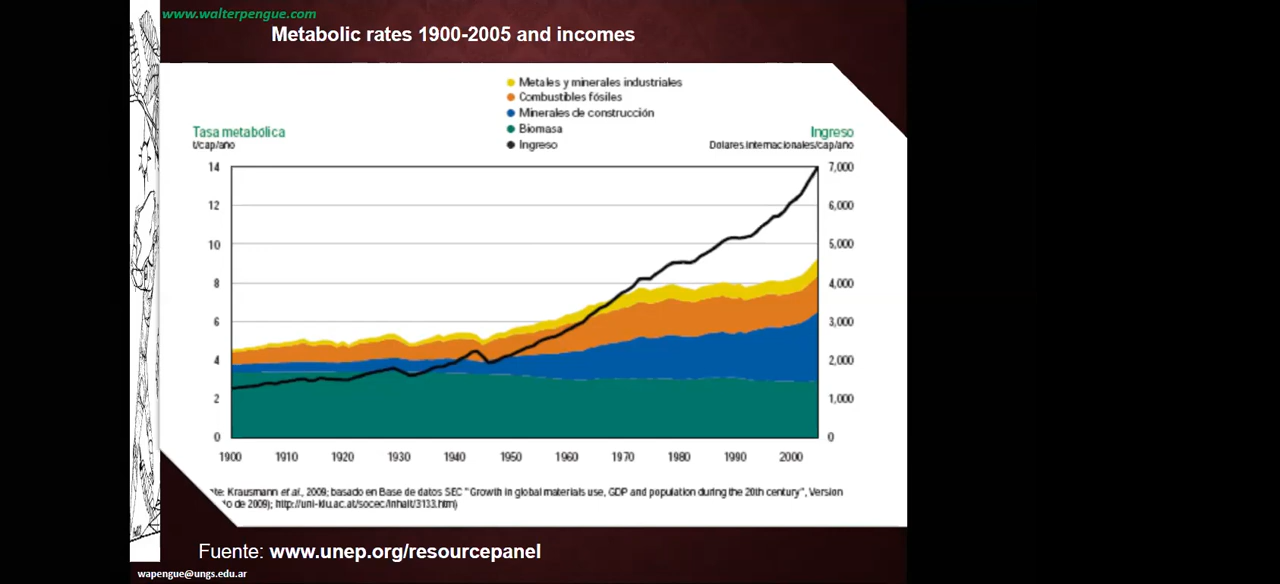 www.walterpengue.com
Metabolic rates 1900-2005 and incomes
Metales y minerales industriales
Combustibles fósiles
Minerales de construcción
Biomasa
Ingreso
Tasa metabólica
t/cap/año
Ingreso
Dolares internacionales/cap/año
14
12
10
8
6
4
2
0
7,000
6,000
5,000
4,000
3,000
2,000
1,000
0
1900 1910 1920 1930 1940 1950 1960 1970 1980 1990 2000
nte: Krausmann et al., 2009; basado en Base de datos SEC "Growth in global materials use, GDP and population during the 20th century", Version
o de 2009); http://uni-klu.ac.at/socec/inhalt/3133.htm)
Fuente: www.unep.org/resourcepanel
wapengue@ungs.edu.ar